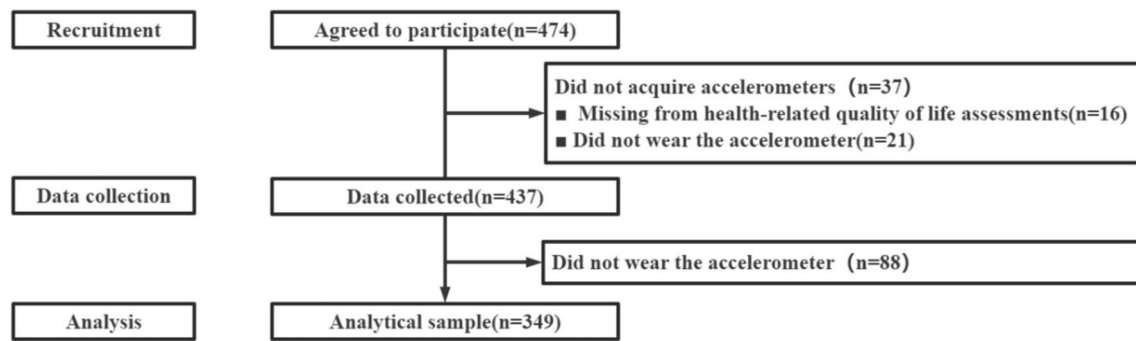 Recruitment
Agreed to participate(n=474)
Did not acquire accelerometers (n=37)
■ Missing from health-related quality of life assessments(n=16)
■ Did not wear the accelerometer(n=21)
Data collection
Data collected(n=437)
Did not wear the accelerometer (n=88)
Analysis
Analytical sample(n=349)